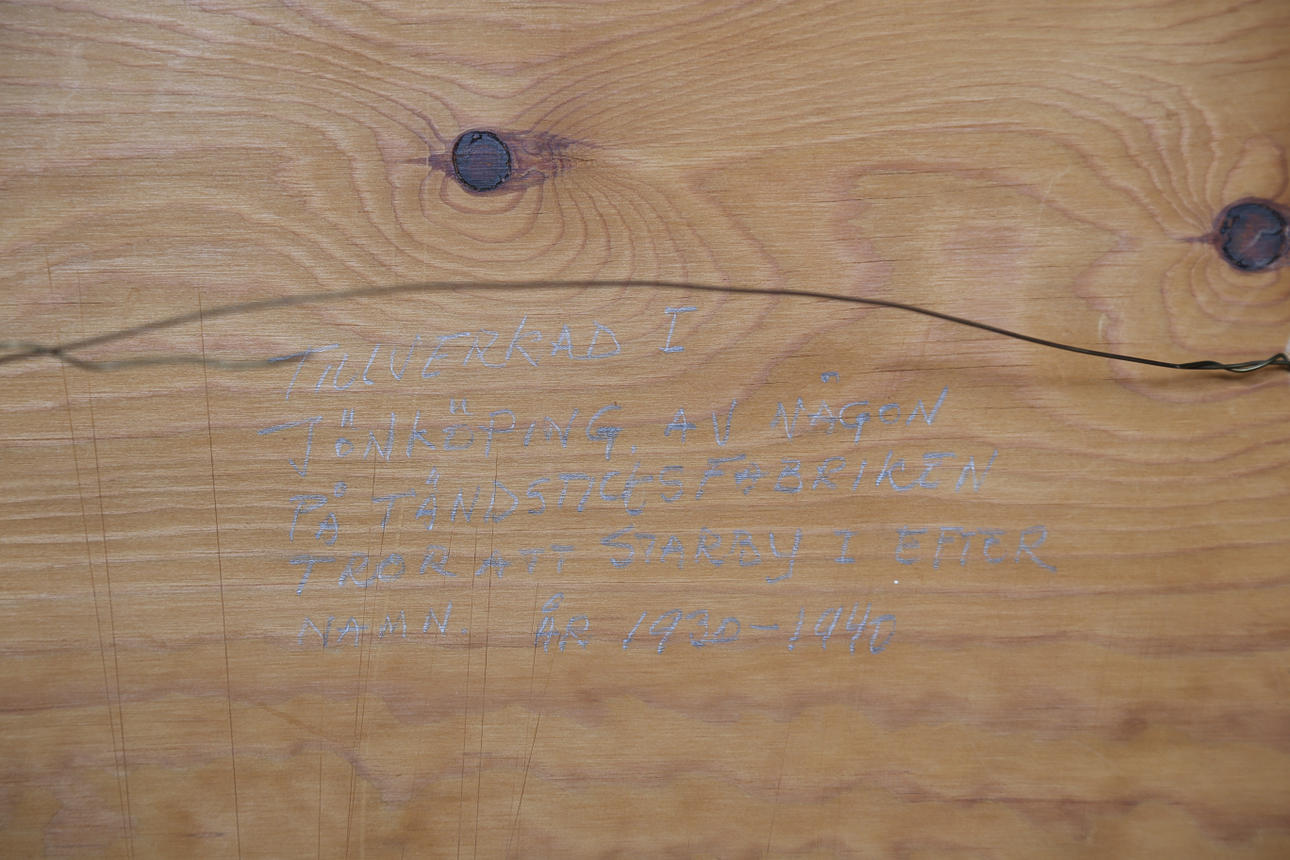 TILLVERKAD I
JÖNKÖPING. AV NÅGON
PÅ TÄNDSTICKSFABRIKEN
TROR ATT STARBY I EFTER
NAMN. ÅR 1930-1940